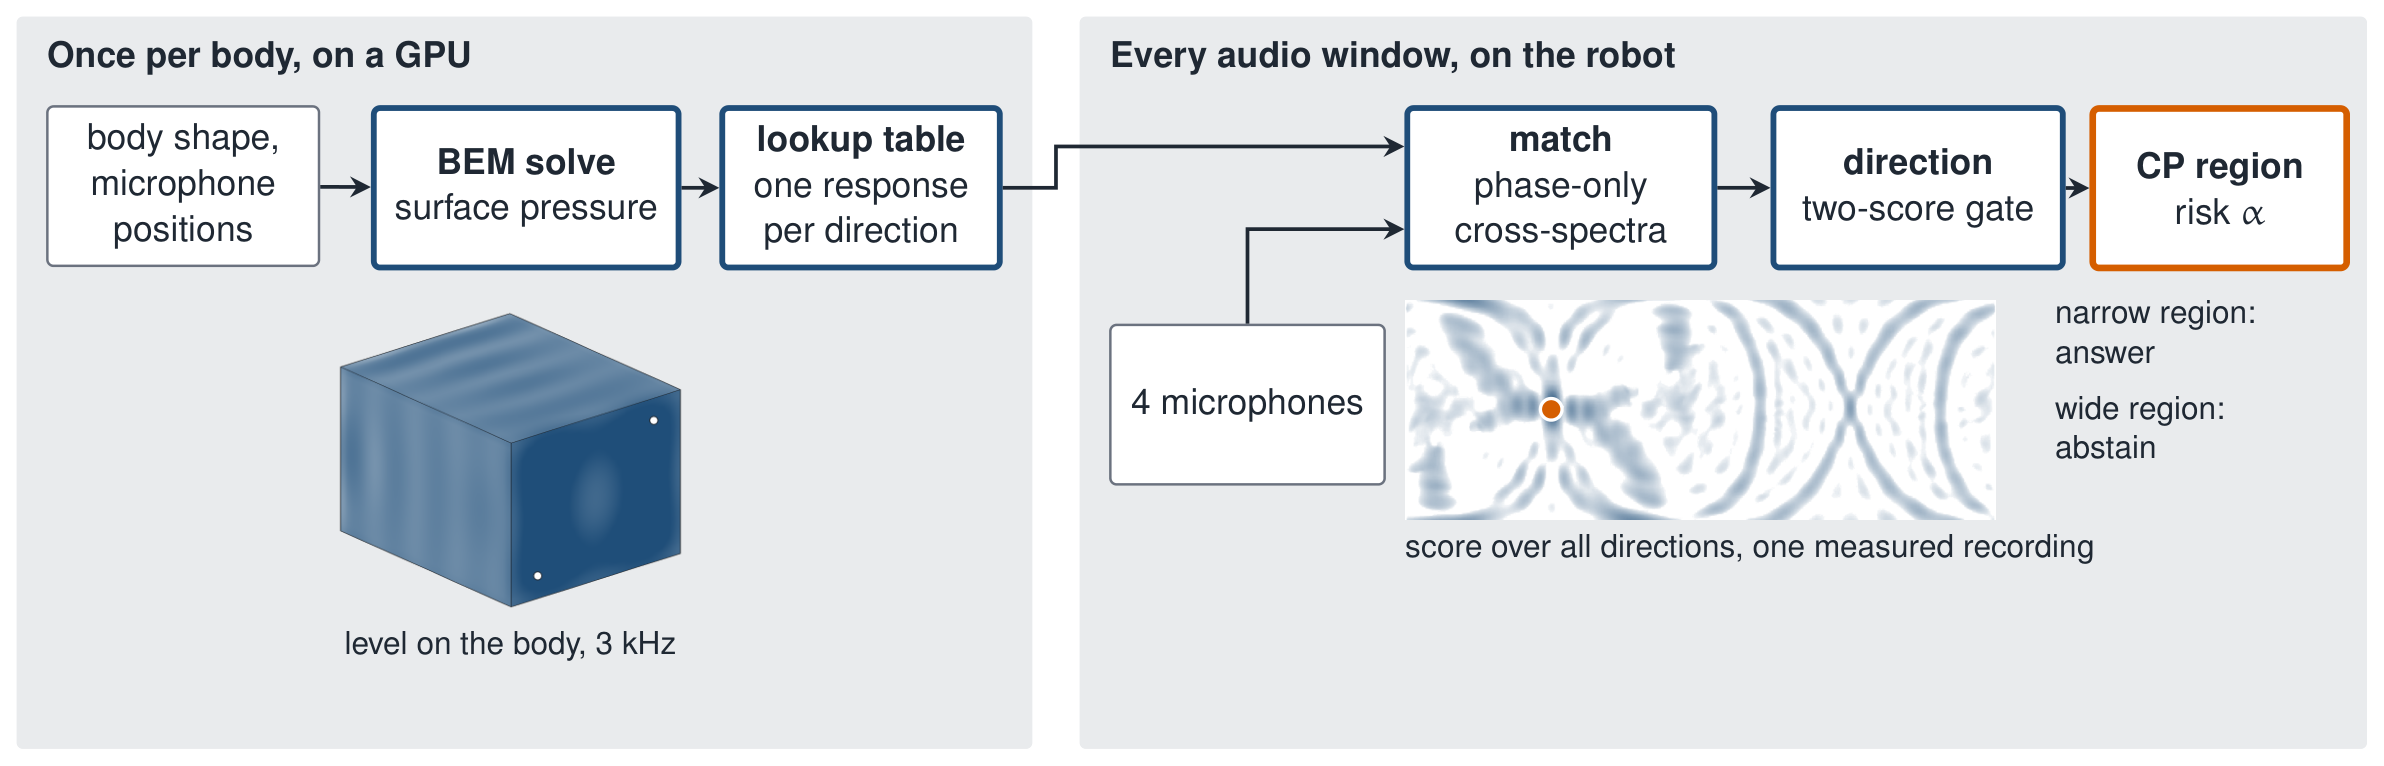 Once per body, on a GPU
body shape,
microphone
positions
BEM solve
surface pressure
lookup table
one response
per direction
level on the body, 3 kHz
Every audio window, on the robot
match
phase-only
cross-spectra
direction
two-score gate
CP region
risk α
4 microphones
narrow region:
answer
wide region:
abstain
score over all directions, one measured recording